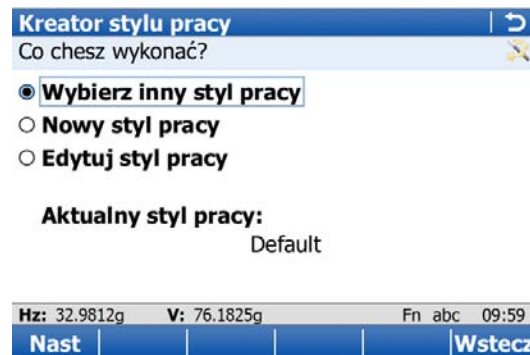 Kreator stylu pracy
Co chesz wykonać?
Wybierz inny styl pracy
Nowy styl pracy
Edytuj styl pracy
Aktualny styl pracy:
Default
Hz: 32.9812g V: 76.1825g Fn abc 09:59
Nast Wstecz